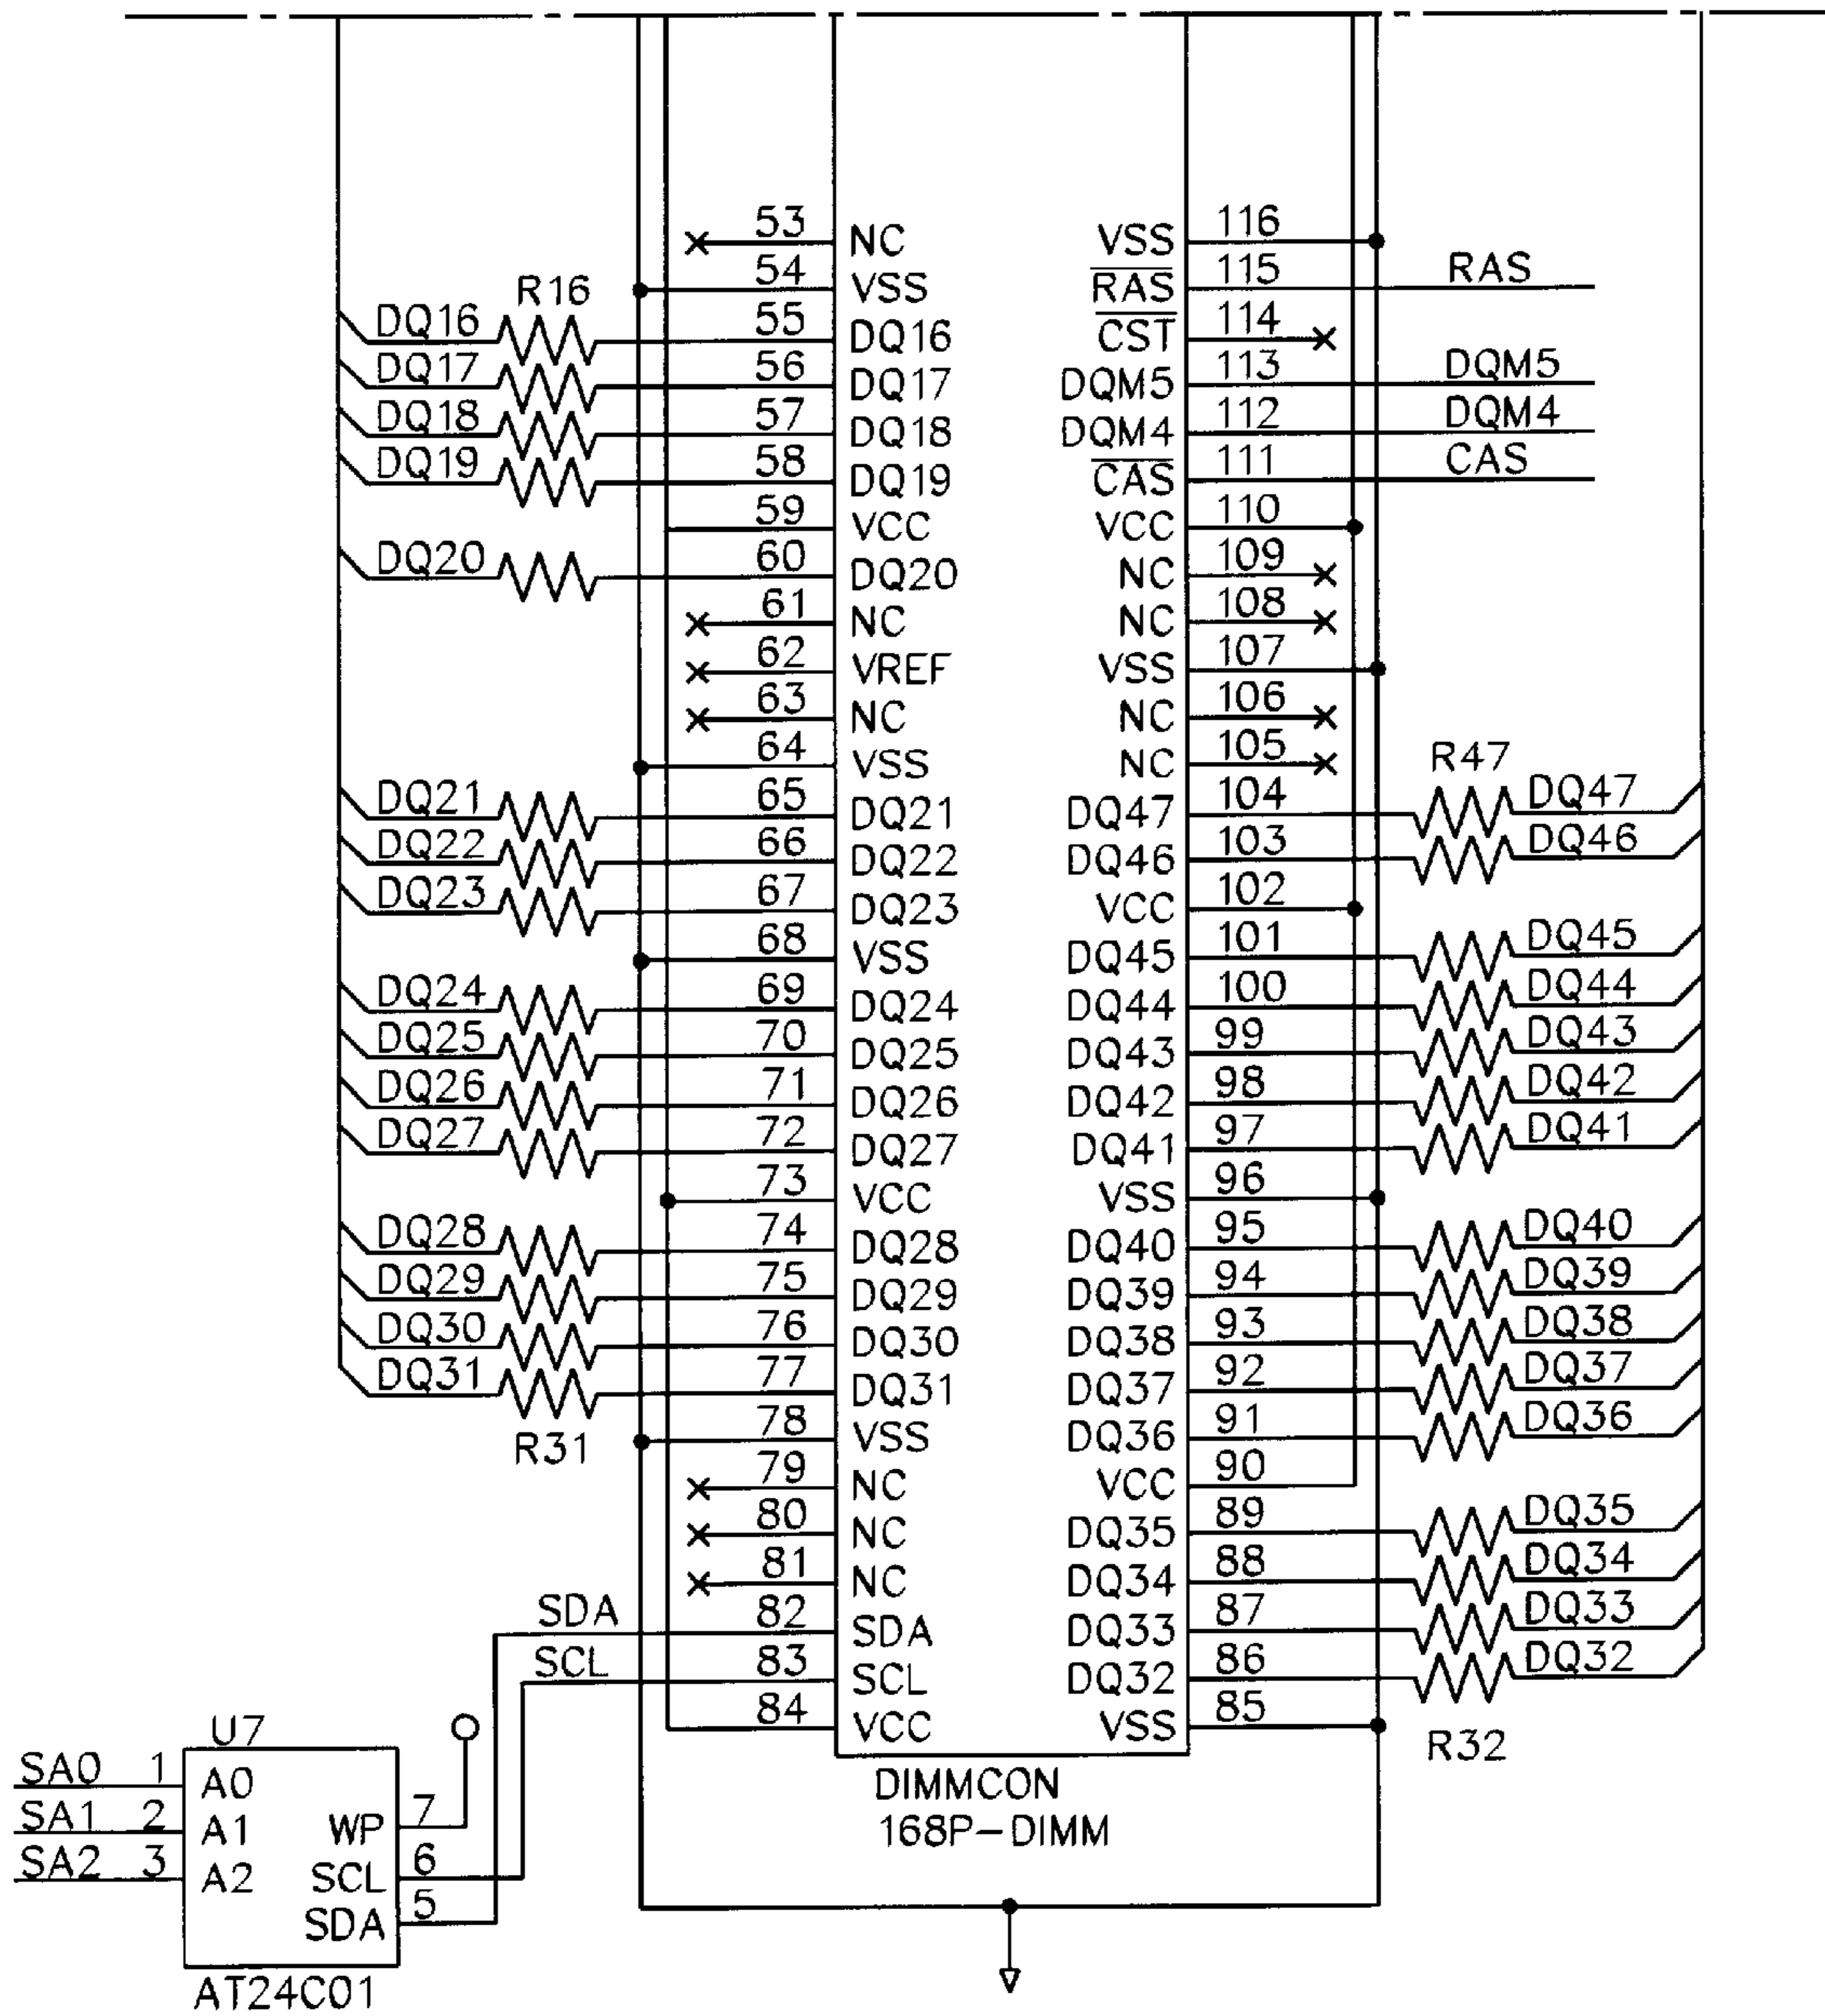 53 NC VSS 116
54 VSS RAS 115 RAS
R16
DQ16 55 DQ16 CST 114
DQ17 56 DQ17 DQM5 113 DQM5
DQ18 57 DQ18 DQM4 112 DQM4
DQ19 58 DQ19 CAS 111 CAS
59 VCC VCC 110
DQ20 60 DQ20 NC 109
61 NC NC 108
62 VREF VSS 107
63 NC NC 106
64 VSS NC 105
R47
DQ21 65 DQ21 DQ47 104 DQ47
DQ22 66 DQ22 DQ46 103 DQ46
DQ23 67 DQ23 VCC 102
68 VSS DQ45 101 DQ45
DQ24 69 DQ24 DQ44 100 DQ44
DQ25 70 DQ25 DQ43 99 DQ43
DQ26 71 DQ26 DQ42 98 DQ42
DQ27 72 DQ27 DQ41 97 DQ41
73 VCC VSS 96
DQ28 74 DQ28 DQ40 95 DQ40
DQ29 75 DQ29 DQ39 94 DQ39
DQ30 76 DQ30 DQ38 93 DQ38
DQ31 77 DQ31 DQ37 92 DQ37
R31
78 VSS DQ36 91 DQ36
79 NC VCC 90
80 NC DQ35 89 DQ35
81 NC DQ34 88 DQ34
SDA 82 SDA DQ33 87 DQ33
SCL 83 SCL DQ32 86 DQ32
84 VCC VSS 85
R32
DIMMCON
168P-DIMM
U7
SA0 1 A0
SA1 2 A1 WP 7
SA2 3 A2 SCL 6
SDA 5
AT24C01